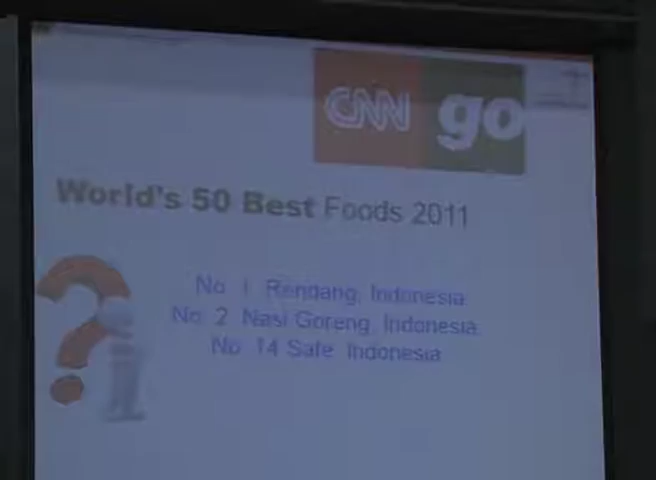 CNN go
World's 50 Best Foods 2011
No 1 Rendang, Indonesia
No 2 Nasi Goreng, Indonesia
No 14 Sate Indonesia